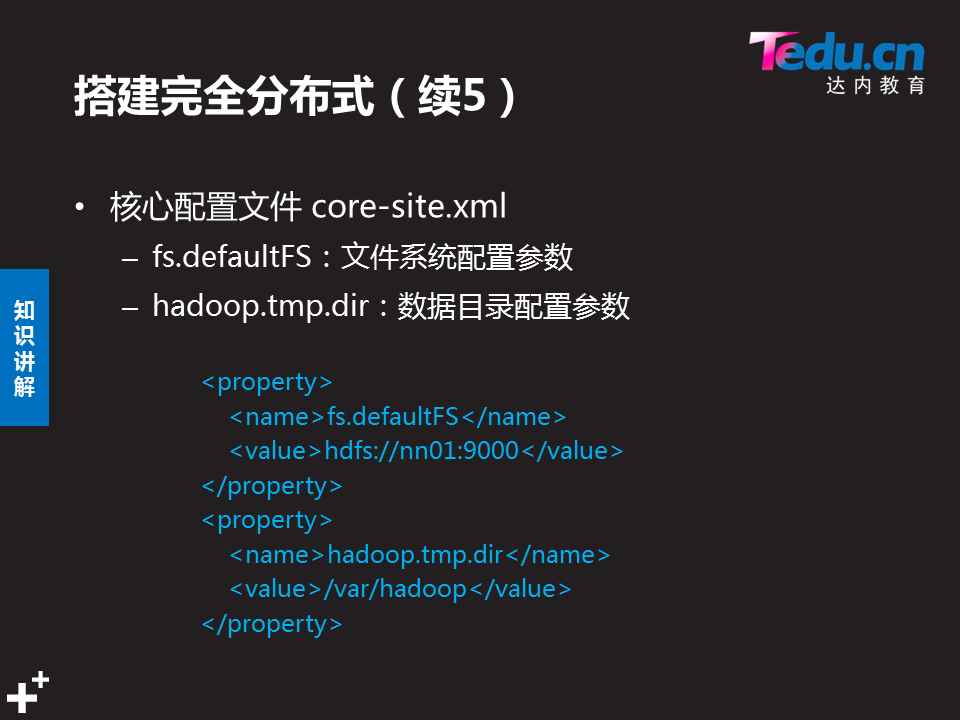 Tedu.cn
达内教育
搭建完全分布式（续5）
• 核心配置文件 core-site.xml
– fs.defaultFS：文件系统配置参数
– hadoop.tmp.dir：数据目录配置参数
知识讲解
<property>
<name>fs.defaultFS</name>
<value>hdfs://nn01:9000</value>
</property>
<property>
<name>hadoop.tmp.dir</name>
<value>/var/hadoop</value>
</property>